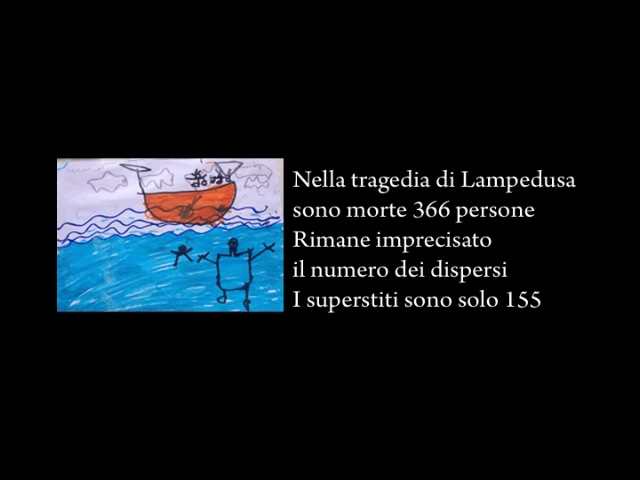 Nella tragedia di Lampedusa
sono morte 366 persone
Rimane imprecisato
il numero dei dispersi
I superstiti sono solo 155